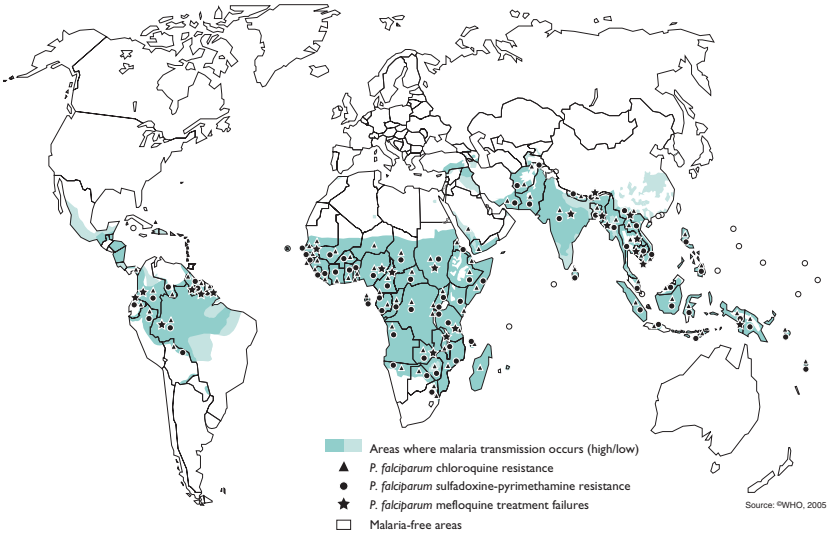 Areas where malaria transmission occurs (high/low)
P. falciparum chloroquine resistance
P. falciparum sulfadoxine-pyrimethamine resistance
P. falciparum mefloquine treatment failures
Source: ©WHO, 2005
Malaria-free areas